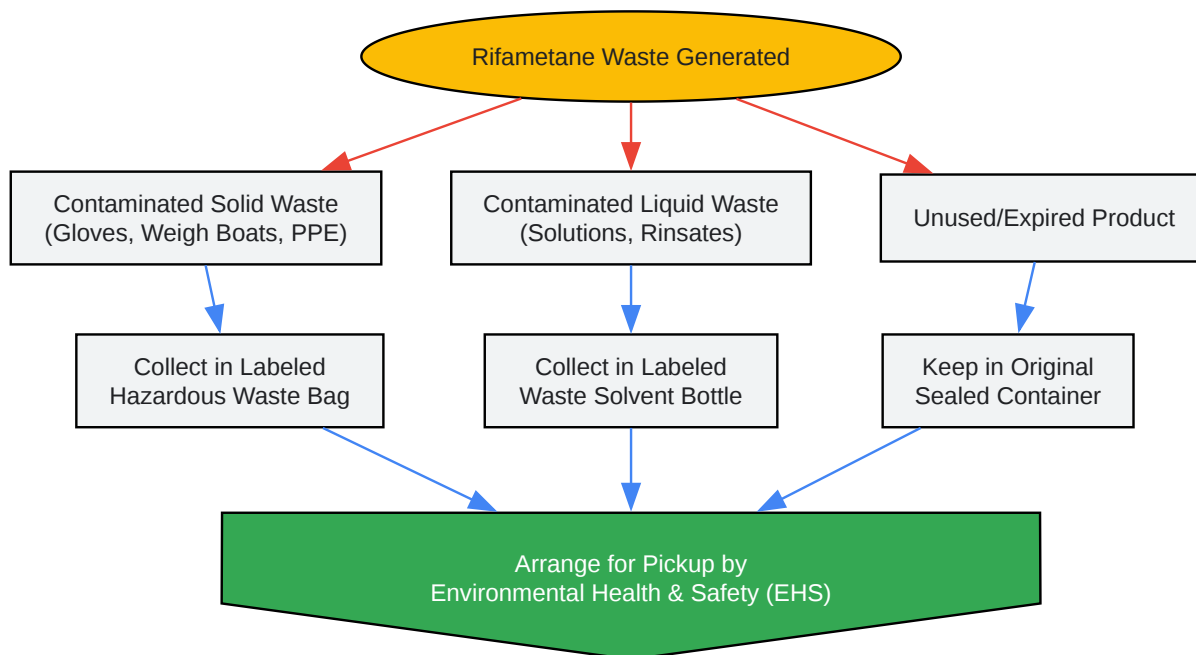 Rifametane Waste Generated
Contaminated Solid Waste
(Gloves, Weigh Boats, PPE)
Contaminated Liquid Waste
(Solutions, Rinsates)
Unused/Expired Product
Collect in Labeled
Hazardous Waste Bag
Collect in Labeled
Waste Solvent Bottle
Keep in Original
Sealed Container
Arrange for Pickup by
Environmental Health & Safety (EHS)